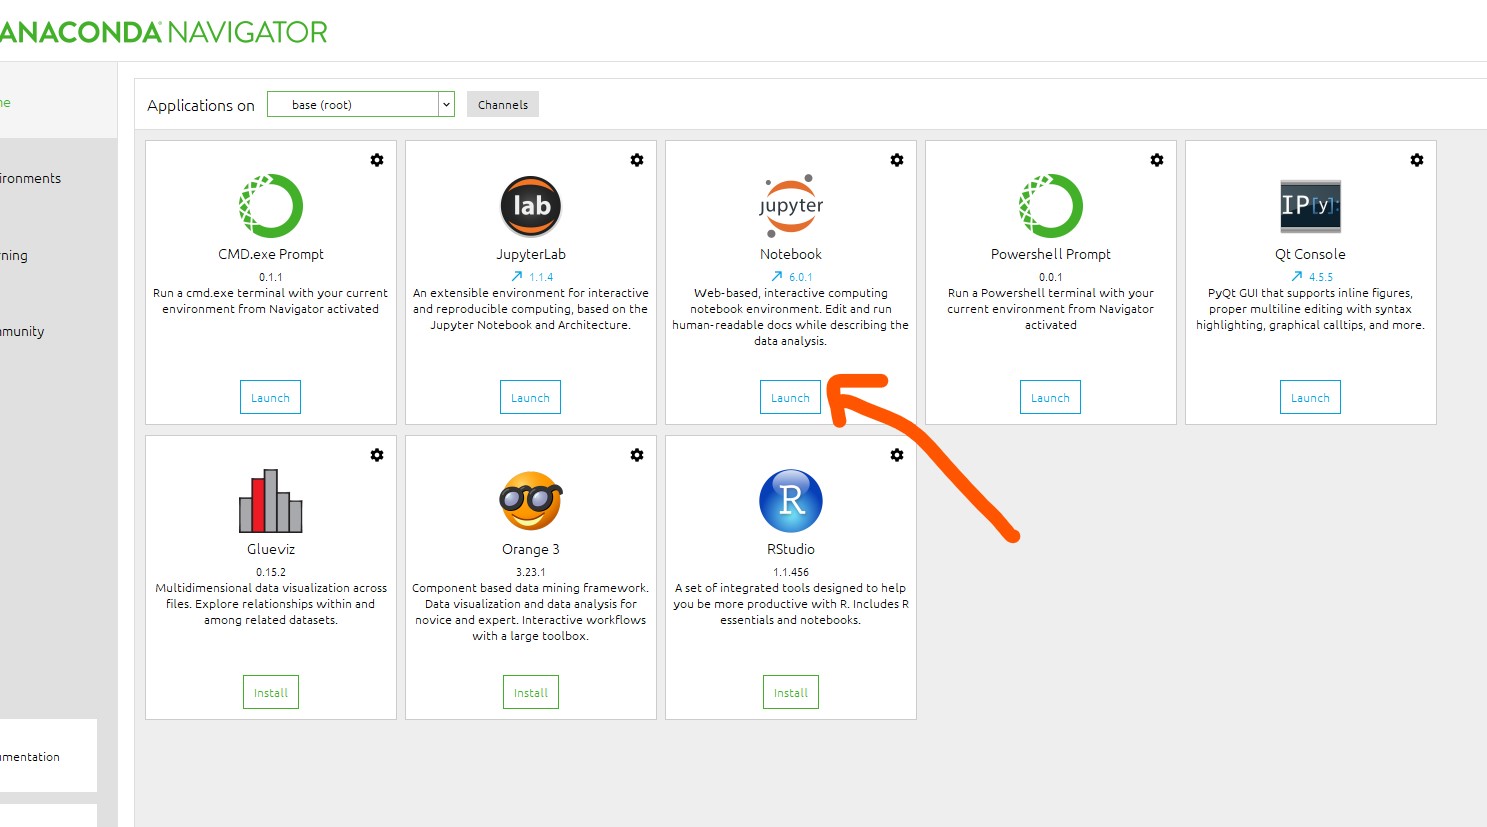 ANACONDA NAVIGATOR
Applications on
base (root)
Channels
CMD.exe Prompt
0.1.1
Run a cmd.exe terminal with your current
environment from Navigator activated
Launch
lab
JupyterLab
1.1.4
An extensible environment for interactive
and reproducible computing, based on the
Jupyter Notebook and Architecture.
Launch
jupyter
Notebook
6.0.1
Web-based, interactive computing
notebook environment. Edit and run
human-readable docs while describing the
data analysis.
Launch
Powershell Prompt
0.0.1
Run a Powershell terminal with your
current environment from Navigator
activated
Launch
IP[y]:
Qt Console
4.5.5
PyQt GUI that supports inline figures,
proper multiline editing with syntax
highlighting, graphical calltips, and more.
Launch
Glueviz
0.15.2
Multidimensional data visualization across
files. Explore relationships within and
among related datasets.
Install
Orange 3
3.23.1
Component based data mining framework.
Data visualization and data analysis for
novice and expert. Interactive workflows
with a large toolbox.
Install
R
RStudio
1.1.456
A set of integrated tools designed to help
you be more productive with R. Includes R
essentials and notebooks.
Install